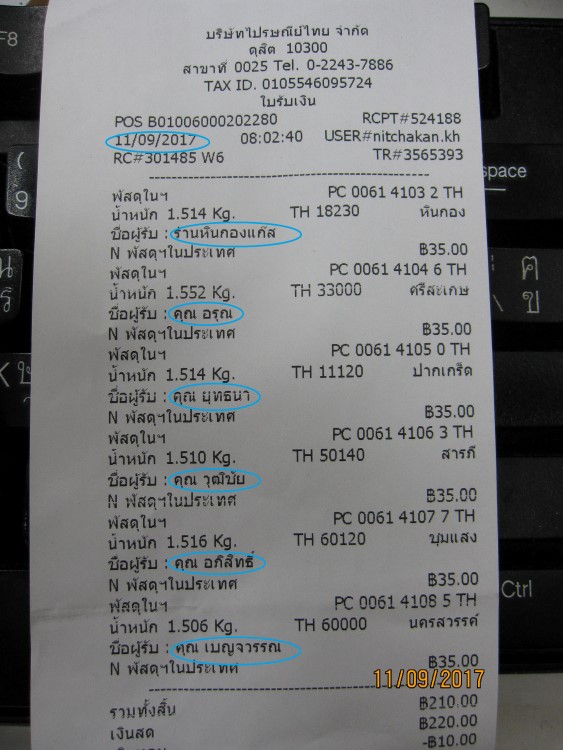 บริษัทไปรษณีย์ไทย จำกัด
ดุสิต 10300
สาขาที่ 0025 Tel. 0-2243-7886
TAX ID. 0105546095724
ใบรับเงิน
POS B01006000202280 RCPT#524188
11/09/2017 08:02:40 USER#nitchakan.kh
RC#301485 W6 TR#3565393
พัสดุในฯ PC 0061 4103 2 TH
น้ำหนัก 1.514 Kg. TH 18230 หินกอง
ชื่อผู้รับ : ร้านหินกองแก๊ส
N พัสดุฯในประเทศ ฿35.00
พัสดุในฯ PC 0061 4104 6 TH
น้ำหนัก 1.552 Kg. TH 33000 ศรีสะเกษ
ชื่อผู้รับ : คุณ อรุณ
N พัสดุฯในประเทศ ฿35.00
พัสดุในฯ PC 0061 4105 0 TH
น้ำหนัก 1.514 Kg. TH 11120 ปากเกร็ด
ชื่อผู้รับ : คุณ ยุทธนา
N พัสดุฯในประเทศ ฿35.00
พัสดุในฯ PC 0061 4106 3 TH
น้ำหนัก 1.510 Kg. TH 50140 สารภี
ชื่อผู้รับ : คุณ วุฒิชัย
N พัสดุฯในประเทศ ฿35.00
พัสดุในฯ PC 0061 4107 7 TH
น้ำหนัก 1.516 Kg. TH 60120 ชุมแสง
ชื่อผู้รับ : คุณ อภิสิทธิ์
N พัสดุฯในประเทศ ฿35.00
พัสดุในฯ PC 0061 4108 5 TH
น้ำหนัก 1.506 Kg. TH 60000 นครสวรรค์
ชื่อผู้รับ : คุณ เบญจวรรณ
N พัสดุฯในประเทศ ฿35.00
11/09/2017
รวมทั้งสิ้น ฿210.00
เงินสด ฿220.00
-฿10.00
F8
9
space
ฅ
ข
Ctrl